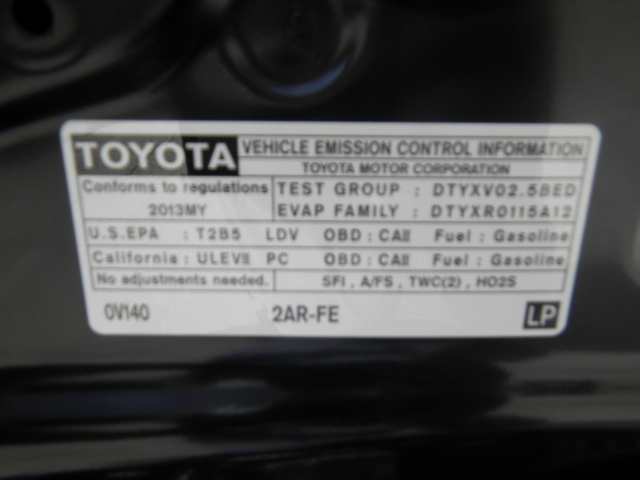 TOYOTA VEHICLE EMISSION CONTROL INFORMATION
TOYOTA MOTOR CORPORATION
Conforms to regulations TEST GROUP : DTYXV02.5BED
2013MY EVAP FAMILY : DTYXR0115A12
U.S.EPA : T2B5 LDV OBD : CAII Fuel : Gasoline
California : ULEVII PC OBD : CAII Fuel : Gasoline
No adjustments needed. SFI , A/FS , TWC(2) , HO2S
0V140 2AR-FE LP